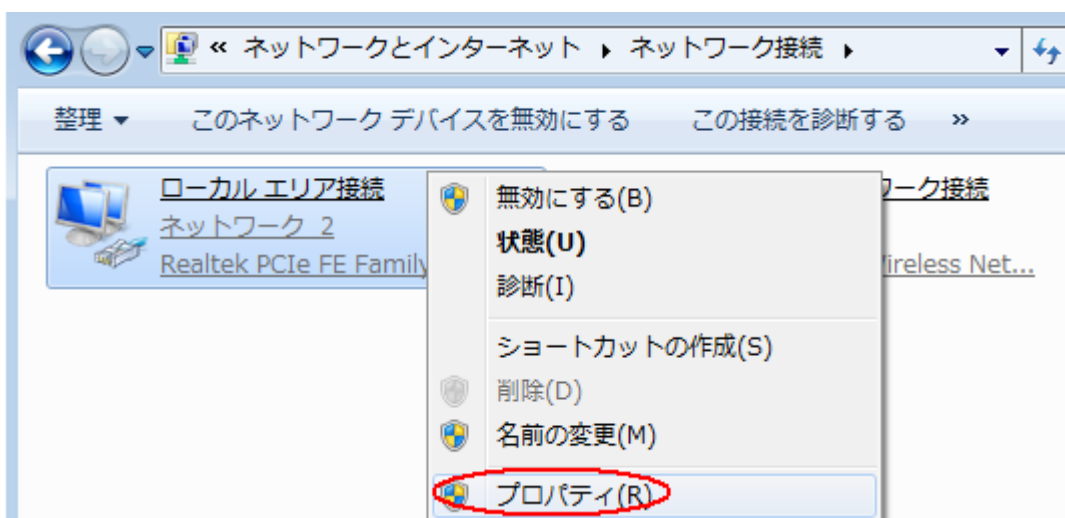 « ネットワークとインターネット ▸ ネットワーク接続 ▸
整理 ▼ このネットワーク デバイスを無効にする この接続を診断する »
ローカル エリア接続
ネットワーク 2
Realtek PCIe FE Family
無効にする(B)
状態(U)
診断(I)
ショートカットの作成(S)
削除(D)
名前の変更(M)
プロパティ(R)
ワーク接続
ireless Net...